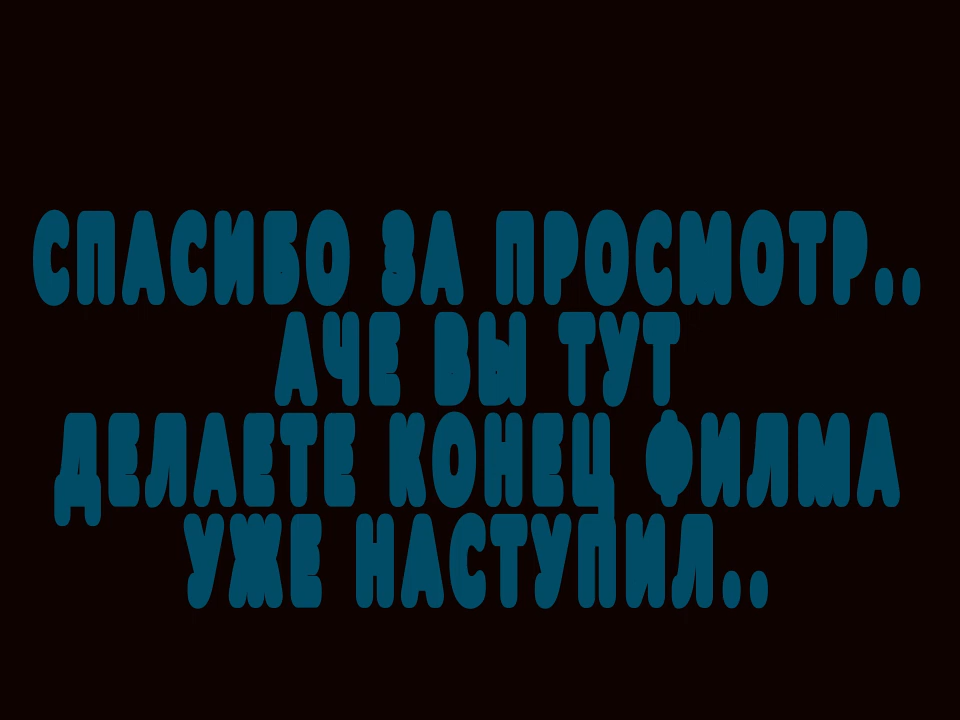 СПАСИБО ЗА ПРОСМОТР..
АЧЕ ВЫ ТУТ
ДЕЛАЕТЕ КОНЕЦ ФИЛМА
УЖЕ НАСТУПИЛ..